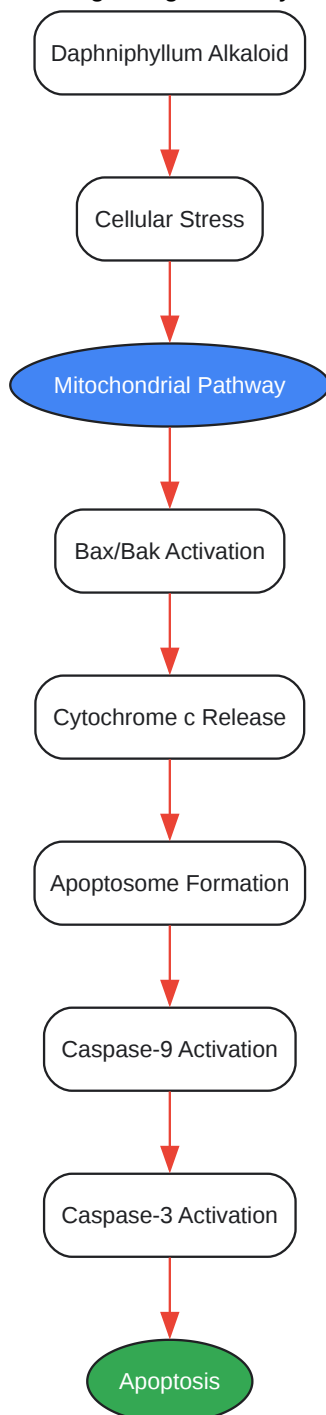 Daphniphyllum Alkaloid
Cellular Stress
Mitochondrial Pathway
Bax/Bak Activation
Cytochrome c Release
Apoptosome Formation
Caspase-9 Activation
Caspase-3 Activation
Apoptosis